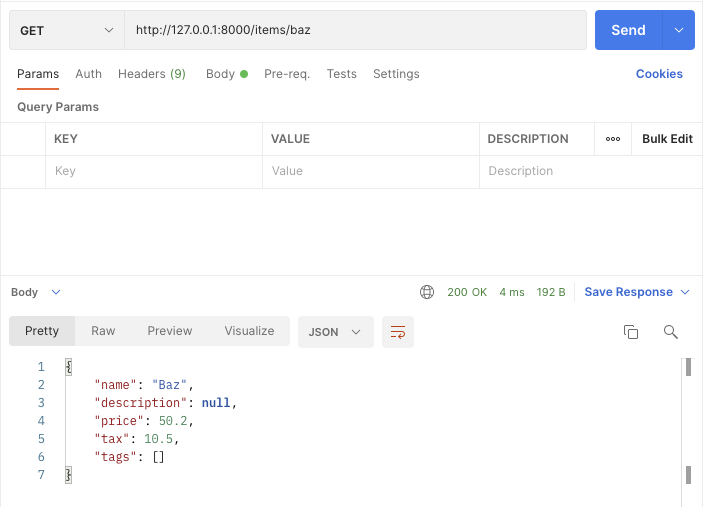 GET http://127.0.0.1:8000/items/baz Send
Params Auth Headers (9) Body Pre-req. Tests Settings Cookies
Query Params
KEY VALUE DESCRIPTION ooo Bulk Edit
Key Value Description
Body 200 OK 4 ms 192 B Save Response
Pretty Raw Preview Visualize JSON
1 {
2 "name": "Baz",
3 "description": null,
4 "price": 50.2,
5 "tax": 10.5,
6 "tags": []
7 }